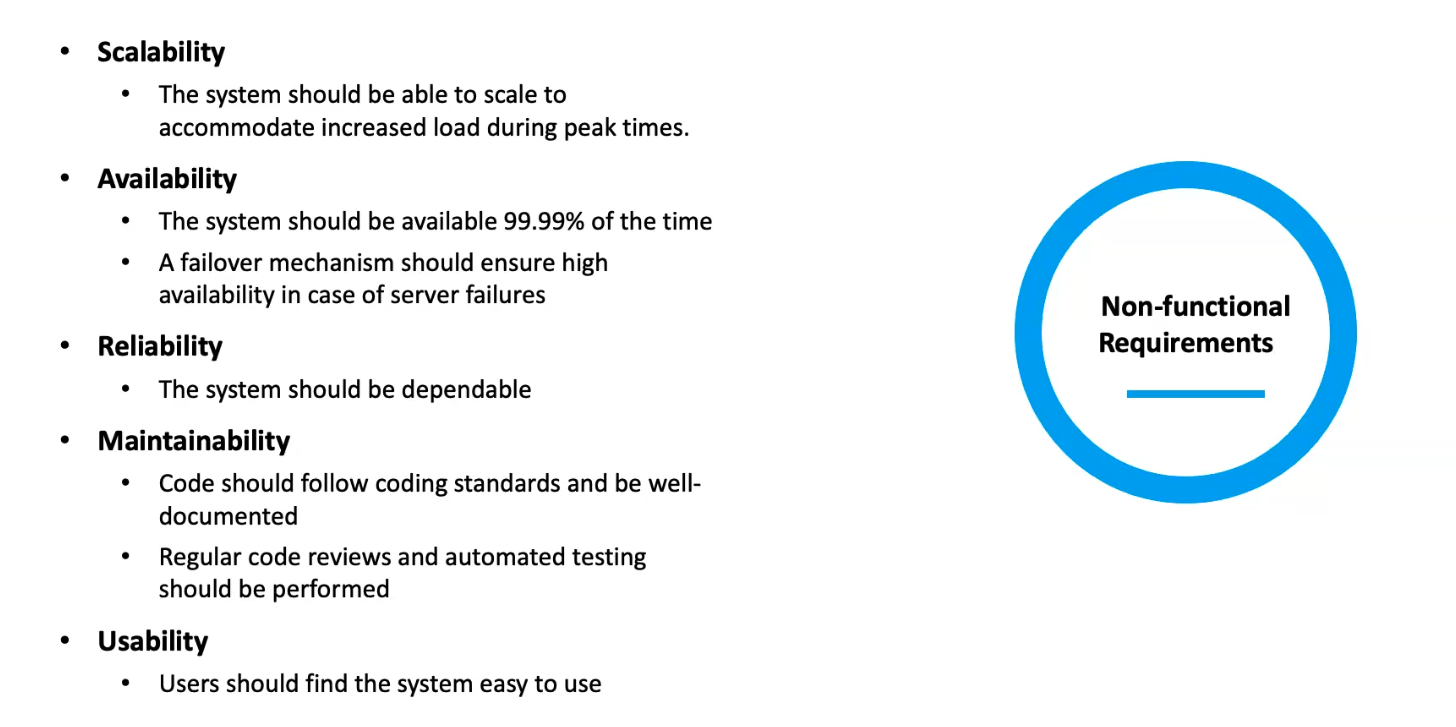 • Scalability
• The system should be able to scale to
accommodate increased load during peak times.
• Availability
• The system should be available 99.99% of the time
• A failover mechanism should ensure high
availability in case of server failures
• Reliability
• The system should be dependable
• Maintainability
• Code should follow coding standards and be well-
documented
• Regular code reviews and automated testing
should be performed
• Usability
• Users should find the system easy to use
Non-functional
Requirements